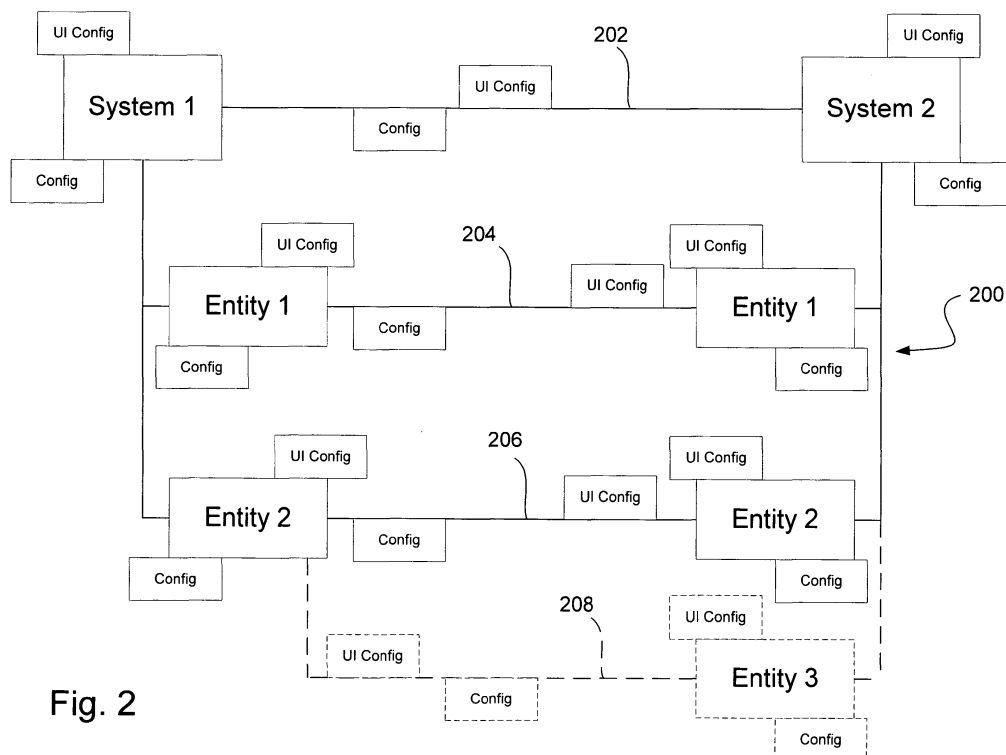 UI Config
202
UI Config
UI Config
System 1
System 2
Config
Config
Config
204
UI Config
UI Config
UI Config
Entity 1
Entity 1
200
Config
Config
Config
206
UI Config
UI Config
UI Config
Entity 2
Entity 2
Config
Config
Config
208
UI Config
UI Config
Entity 3
Config
Config
Fig. 2